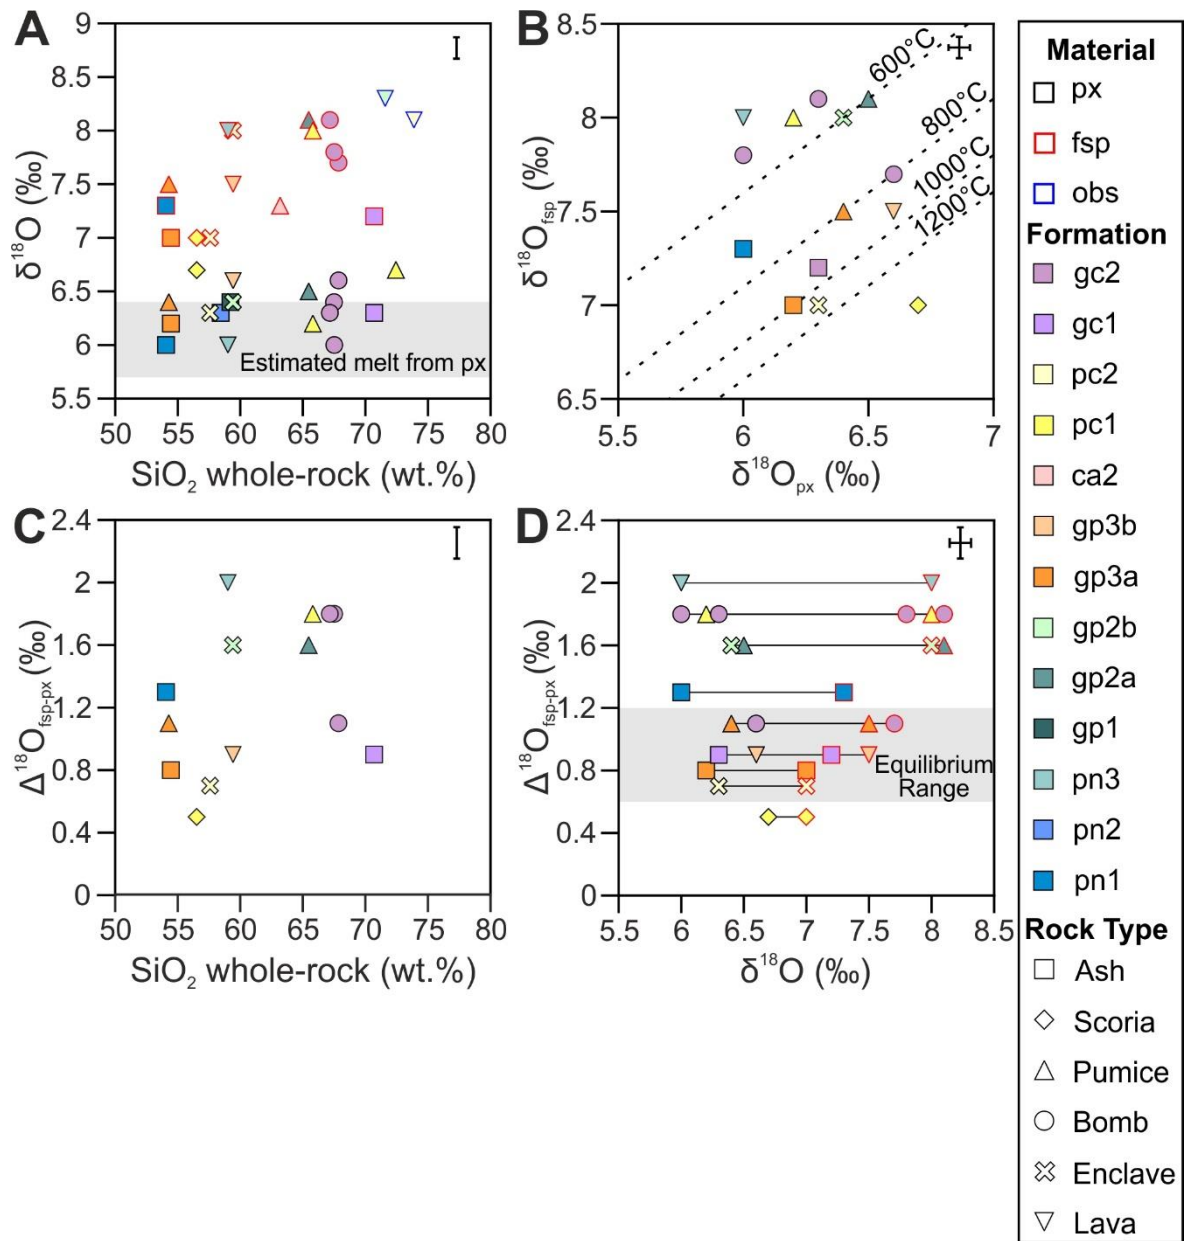 A
9
8.5
8
7.5
7
6.5
6
5.5
δ¹⁸O (‰)
Estimated melt from px
50 55 60 65 70 75 80
SiO₂ whole-rock (wt.%)
B
8.5
8
7.5
7
6.5
δ¹⁸O_fsp (‰)
600°C
800°C
1000°C
1200°C
5.5 6 6.5 7
δ¹⁸O_px (‰)
C
2.4
2
1.6
1.2
0.8
0.4
0
Δ¹⁸O_fsp-px (‰)
50 55 60 65 70 75 80
SiO₂ whole-rock (wt.%)
D
2.4
2
1.6
1.2
0.8
0.4
0
Δ¹⁸O_fsp-px (‰)
Equilibrium
Range
5.5 6 6.5 7 7.5 8 8.5
δ¹⁸O (‰)
Material
px
fsp
obs
Formation
gc2
gc1
pc2
pc1
ca2
gp3b
gp3a
gp2b
gp2a
gp1
pn3
pn2
pn1
Rock Type
Ash
Scoria
Pumice
Bomb
Enclave
Lava